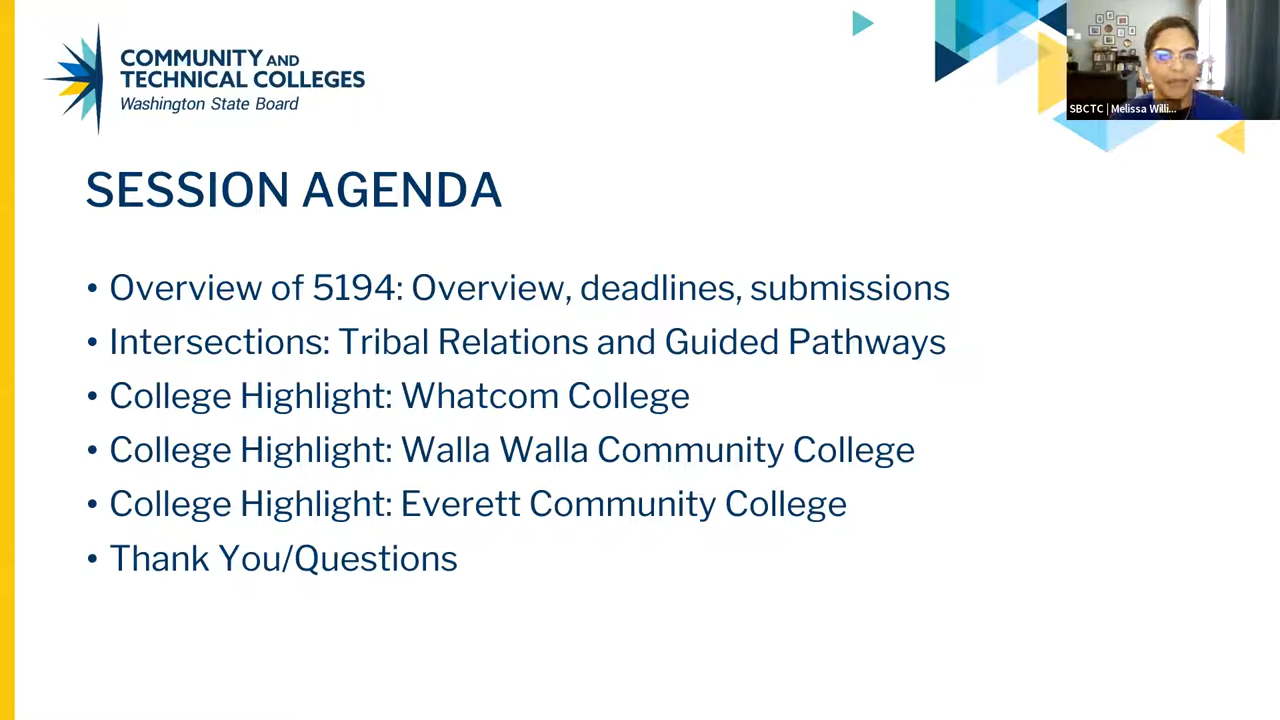 COMMUNITY AND
TECHNICAL COLLEGES
Washington State Board
SBCTC | Melissa Willi...
SESSION AGENDA
• Overview of 5194: Overview, deadlines, submissions
• Intersections: Tribal Relations and Guided Pathways
• College Highlight: Whatcom College
• College Highlight: Walla Walla Community College
• College Highlight: Everett Community College
• Thank You/Questions